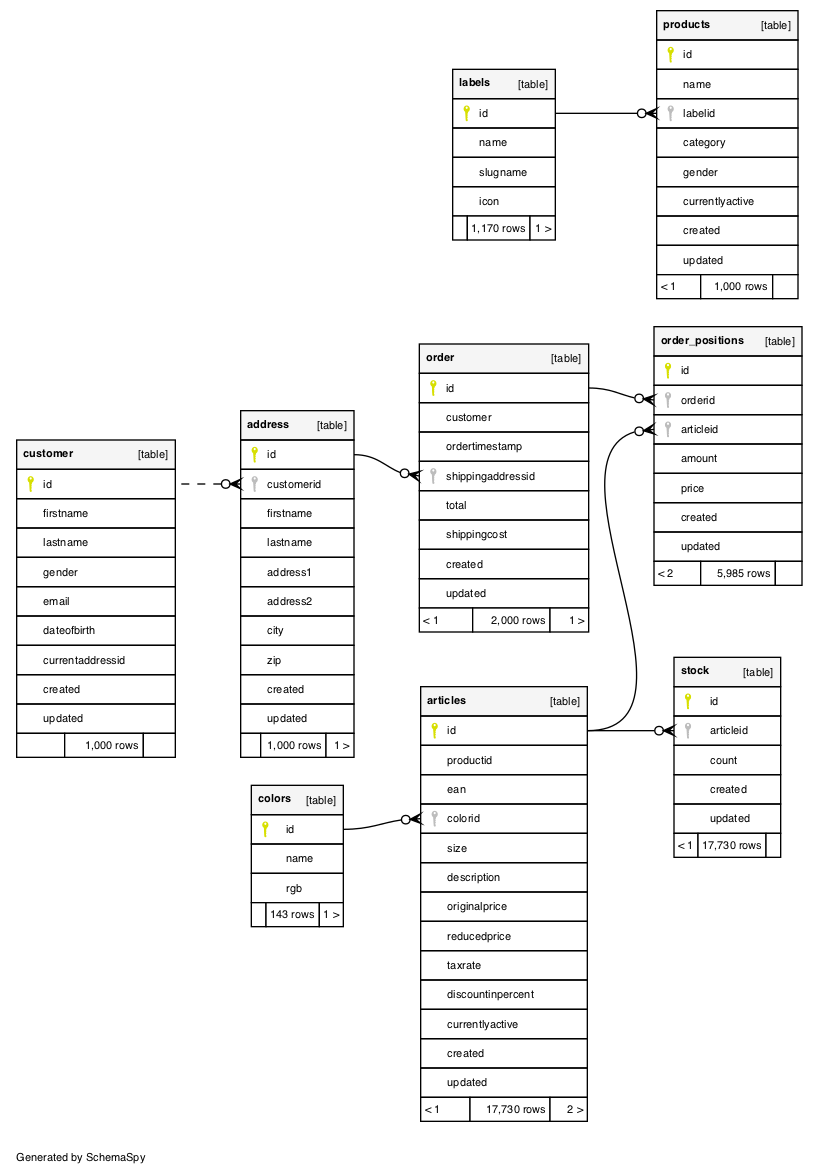 products [table]
id
name
labelid
category
gender
currentlyactive
created
updated
< 1 1,000 rows
labels [table]
id
name
slugname
icon
1,170 rows 1 >
order_positions [table]
id
orderid
articleid
amount
price
created
updated
< 2 5,985 rows
order [table]
id
customer
ordertimestamp
shippingaddressid
total
shippingcost
created
updated
< 1 2,000 rows 1 >
address [table]
id
customerid
firstname
lastname
address1
address2
city
zip
created
updated
1,000 rows 1 >
customer [table]
id
firstname
lastname
gender
email
dateofbirth
currentaddressid
created
updated
1,000 rows
stock [table]
id
articleid
count
created
updated
< 1 17,730 rows
articles [table]
id
productid
ean
colorid
size
description
originalprice
reducedprice
taxrate
discountinpercent
currentlyactive
created
updated
< 1 17,730 rows 2 >
colors [table]
id
name
rgb
143 rows 1 >
Generated by SchemaSpy